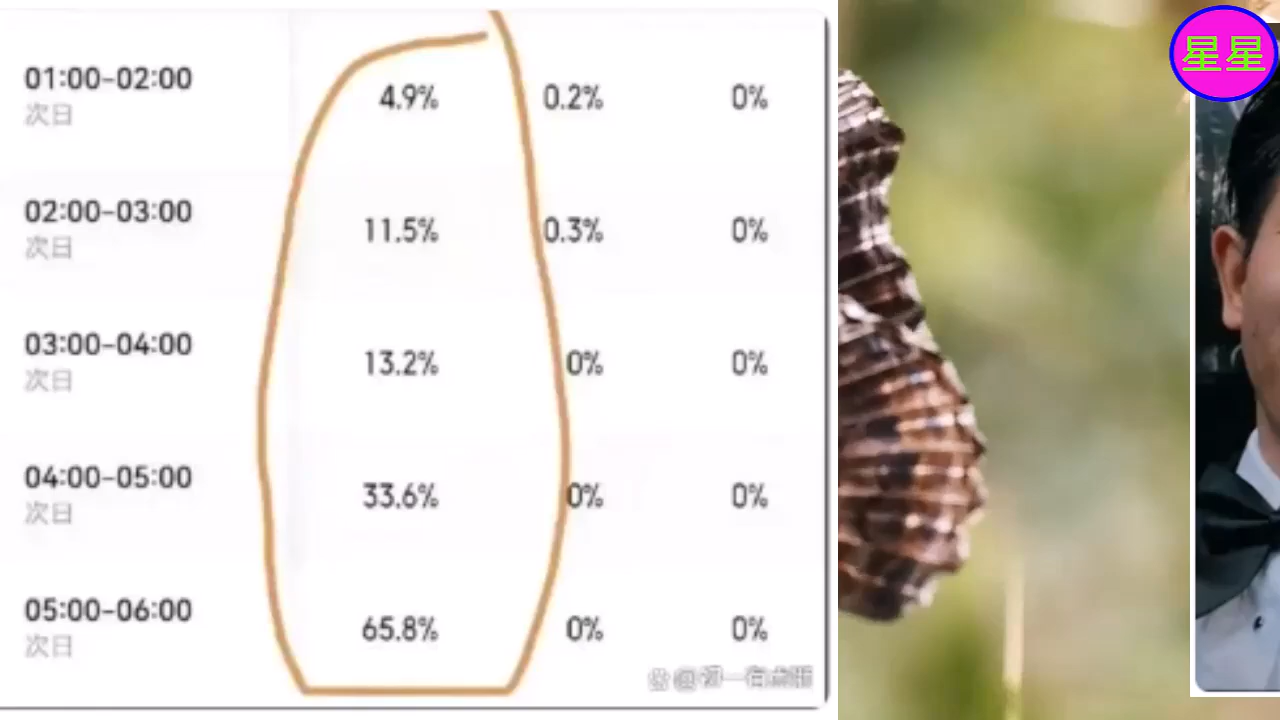 星星
01:00-02:00 4.9% 0.2% 0%
次日
02:00-03:00 11.5% 0.3% 0%
次日
03:00-04:00 13.2% 0% 0%
次日
04:00-05:00 33.6% 0% 0%
次日
05:00-06:00 65.8% 0% 0%
次日